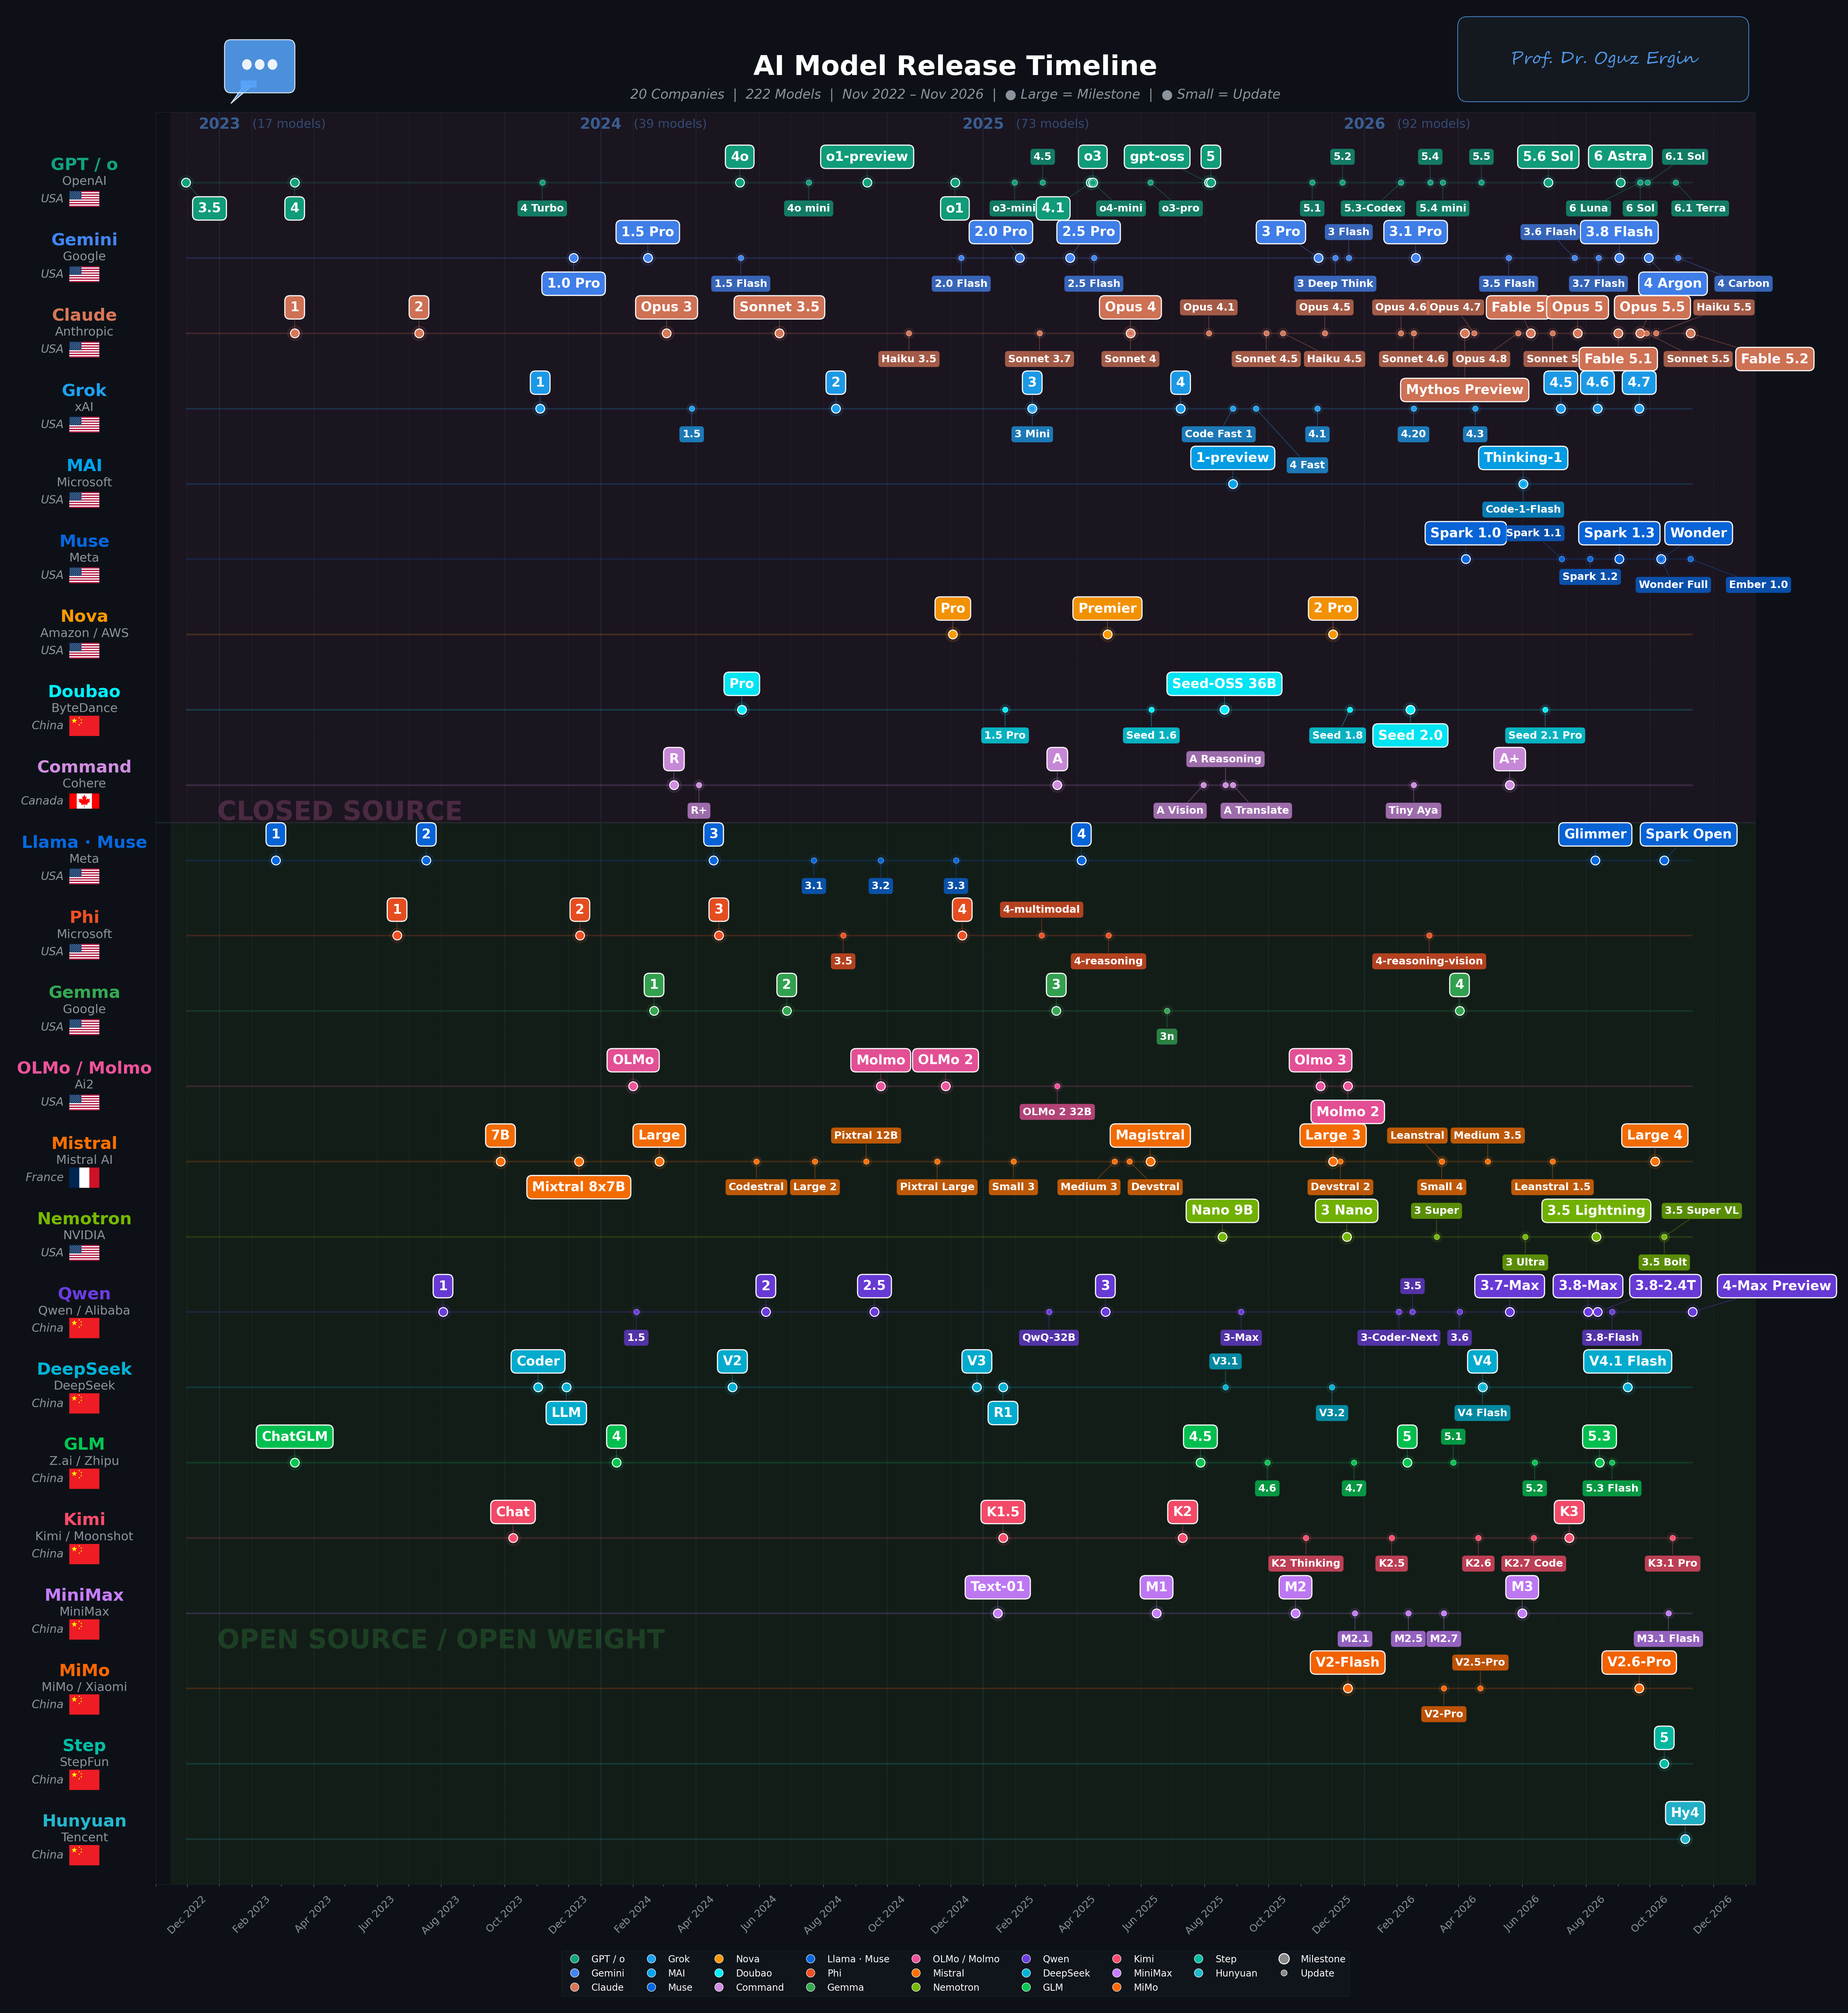 AI Model Release Timeline
Prof. Dr. Oguz Ergin
20 Companies | 222 Models | Nov 2022 – Nov 2026 | ● Large = Milestone | ● Small = Update
2023 (17 models) 2024 (39 models) 2025 (73 models) 2026 (92 models)
GPT / o
OpenAI
USA
4o o1-preview 4.5 o3 gpt-oss 5 5.2 5.4 5.5 5.6 Sol 6 Astra 6.1 Sol
3.5 4 4 Turbo 4o mini o1 o3-mini 4.1 o4-mini o3-pro 5.1 5.3-Codex 5.4 mini 6 Luna 6 Sol 6.1 Terra
Gemini
Google
USA
1.5 Pro 2.0 Pro 2.5 Pro 3 Pro 3 Flash 3.1 Pro 3.6 Flash 3.8 Flash
1.0 Pro 1.5 Flash 2.0 Flash 2.5 Flash 3 Deep Think 3.5 Flash 3.7 Flash 4 Argon 4 Carbon
Claude
Anthropic
USA
1 2 Opus 3 Sonnet 3.5 Opus 4 Opus 4.1 Opus 4.5 Opus 4.6 Opus 4.7 Fable 5 Opus 5 Opus 5.5 Haiku 5.5
Haiku 3.5 Sonnet 3.7 Sonnet 4 Sonnet 4.5 Haiku 4.5 Sonnet 4.6 Opus 4.8 Sonnet 5 Fable 5.1 Sonnet 5.5 Fable 5.2
Mythos Preview
Grok
xAI
USA
1 2 3 4 4.5 4.6 4.7
1.5 3 Mini Code Fast 1 4.1 4.20 4.3
4 Fast
MAI
Microsoft
USA
1-preview Thinking-1
Code-1-Flash
Muse
Meta
USA
Spark 1.0 Spark 1.1 Spark 1.3 Wonder
Spark 1.2 Wonder Full Ember 1.0
Nova
Amazon / AWS
USA
Pro Premier 2 Pro
Doubao
ByteDance
China
Pro Seed-OSS 36B
1.5 Pro Seed 1.6 Seed 1.8 Seed 2.0 Seed 2.1 Pro
Command
Cohere
Canada
R A A Reasoning A+
R+ A Vision A Translate Tiny Aya
CLOSED SOURCE
Llama · Muse
Meta
USA
1 2 3 4 Glimmer Spark Open
3.1 3.2 3.3
Phi
Microsoft
USA
1 2 3 4 4-multimodal
3.5 4-reasoning 4-reasoning-vision
Gemma
Google
USA
1 2 3 4
3n
OLMo / Molmo
Ai2
USA
OLMo Molmo OLMo 2 Olmo 3
OLMo 2 32B Molmo 2
Mistral
Mistral AI
France
7B Large Pixtral 12B Magistral Large 3 Leanstral Medium 3.5 Large 4
Mixtral 8x7B Codestral Large 2 Pixtral Large Small 3 Medium 3 Devstral Devstral 2 Small 4 Leanstral 1.5
Nemotron
NVIDIA
USA
Nano 9B 3 Nano 3 Super 3.5 Lightning 3.5 Super VL
3 Ultra 3.5 Bolt
Qwen
Qwen / Alibaba
China
1 2 2.5 3 3.5 3.7-Max 3.8-Max 3.8-2.4T 4-Max Preview
1.5 QwQ-32B 3-Max 3-Coder-Next 3.6 3.8-Flash
DeepSeek
DeepSeek
China
Coder V2 V3 V3.1 V4 V4.1 Flash
LLM R1 V3.2 V4 Flash
GLM
Z.ai / Zhipu
China
ChatGLM 4 4.5 5 5.1 5.3
4.6 4.7 5.2 5.3 Flash
Kimi
Kimi / Moonshot
China
Chat K1.5 K2 K3
K2 Thinking K2.5 K2.6 K2.7 Code K3.1 Pro
MiniMax
MiniMax
China
Text-01 M1 M2 M3
M2.1 M2.5 M2.7 M3.1 Flash
OPEN SOURCE / OPEN WEIGHT
MiMo
MiMo / Xiaomi
China
V2-Flash V2.5-Pro V2.6-Pro
V2-Pro
Step
StepFun
China
5
Hunyuan
Tencent
China
Hy4
Dec 2022 Feb 2023 Apr 2023 Jun 2023 Aug 2023 Oct 2023 Dec 2023 Feb 2024 Apr 2024 Jun 2024 Aug 2024 Oct 2024 Dec 2024 Feb 2025 Apr 2025 Jun 2025 Aug 2025 Oct 2025 Dec 2025 Feb 2026 Apr 2026 Jun 2026 Aug 2026 Oct 2026 Dec 2026
GPT / o Grok Nova Llama · Muse OLMo / Molmo Qwen Kimi Step Milestone
Gemini MAI Doubao Phi Mistral DeepSeek MiniMax Hunyuan Update
Claude Muse Command Gemma Nemotron GLM MiMo